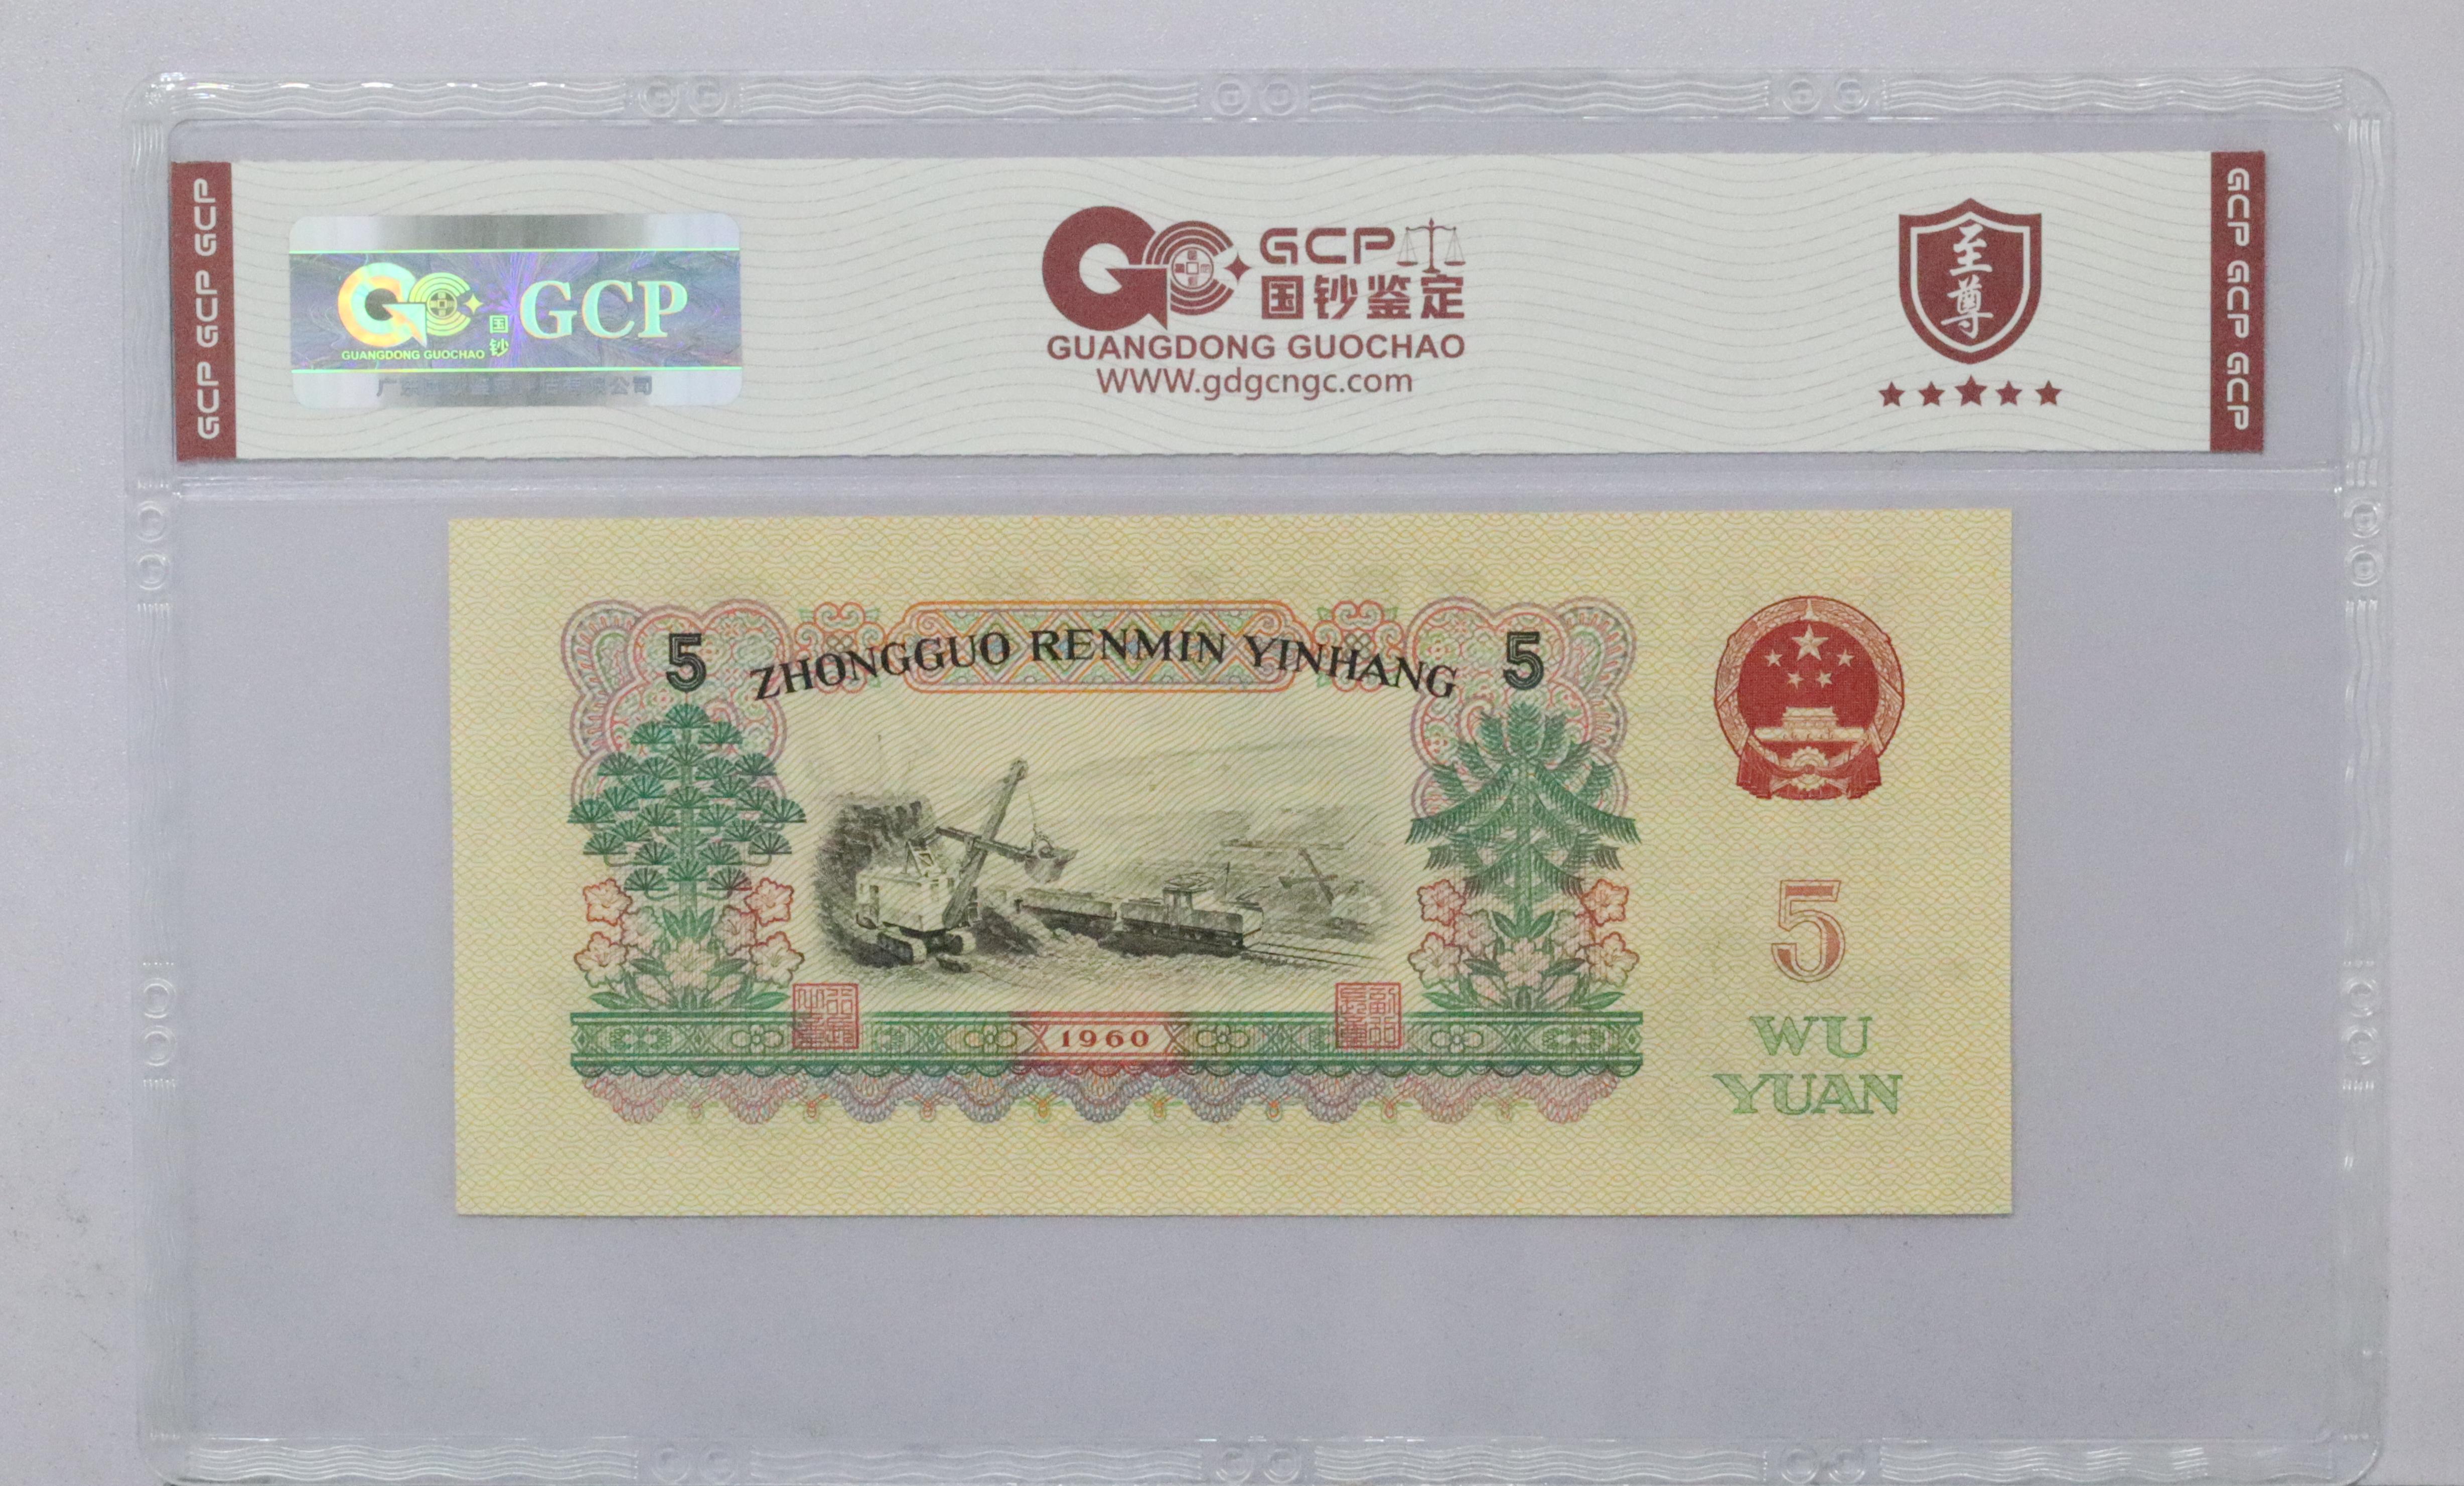 GCP GCP GCP
GCP
国钞
GUANGDONG GUOCHAO
GCP
国钞鉴定
GUANGDONG GUOCHAO
WWW.gdgcngc.com
至尊
GCP GCP GCP
5 ZHONGGUO RENMIN YINHANG 5
1960
5
WU
YUAN